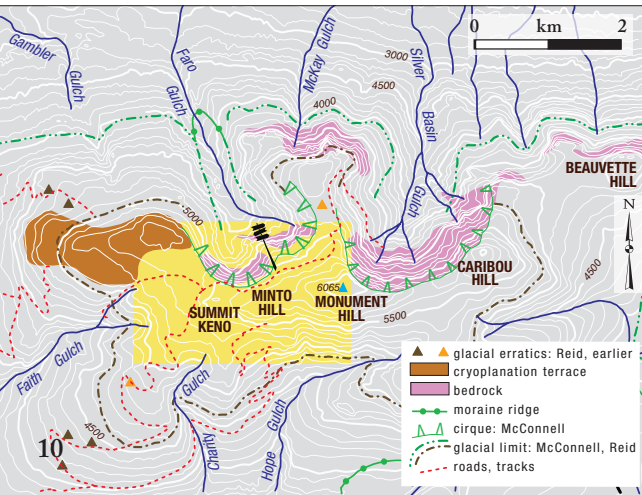 0 km 2
Gambler
Gulch
Faro
Gulch
McKay Gulch
Silver
Basin
Gulch
3000
4500
4000
BEAUVETTE
HILL
N
5000
CARIBOU
HILL
4500
6065
MINTO
HILL
MONUMENT
HILL
SUMMIT
KENO
5500
Faith Gulch
Gulch
Charity
Hope Gulch
4500
10
glacial erratics: Reid, earlier
cryoplanation terrace
bedrock
moraine ridge
cirque: McConnell
glacial limit: McConnell, Reid
roads, tracks